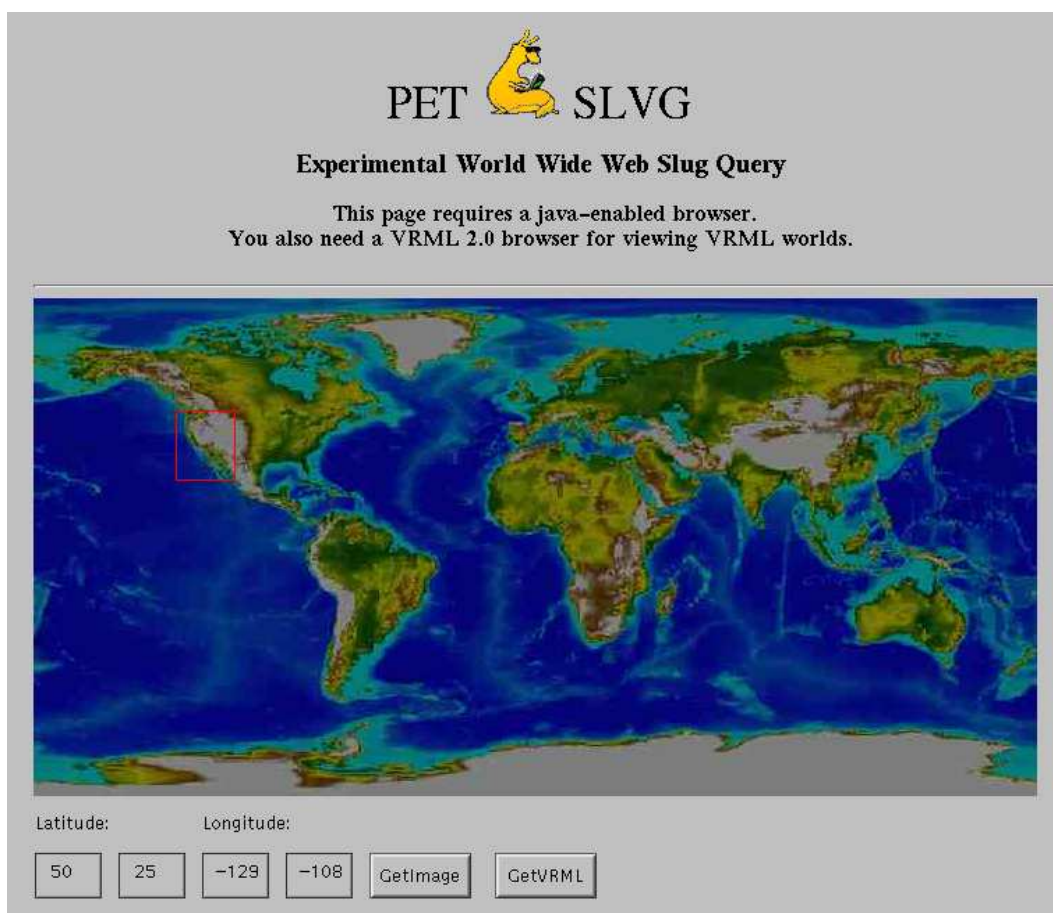 PET SLVG
Experimental World Wide Web Slug Query
This page requires a java-enabled browser.
You also need a VRML 2.0 browser for viewing VRML worlds.
Latitude: Longitude:
50 25 -129 -108 GetImage GetVRML